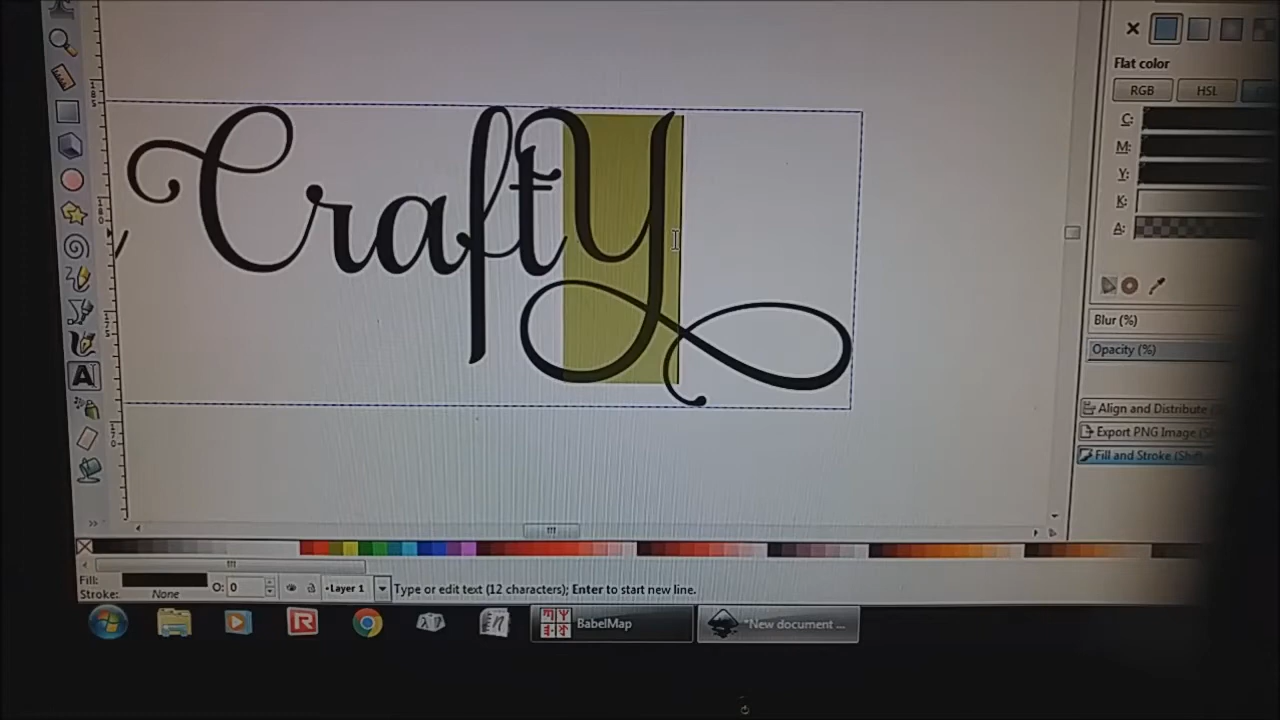 Flat color
RGB HSL
CraftY
C:
M:
Y:
K:
A:
Blur (%)
Opacity (%)
Align and Distribute
Export PNG Image
Fill and Stroke
Fill:
Stroke: None
O: 0
Layer 1
Type or edit text (12 characters); Enter to start new line.
BabelMap
*New document ...